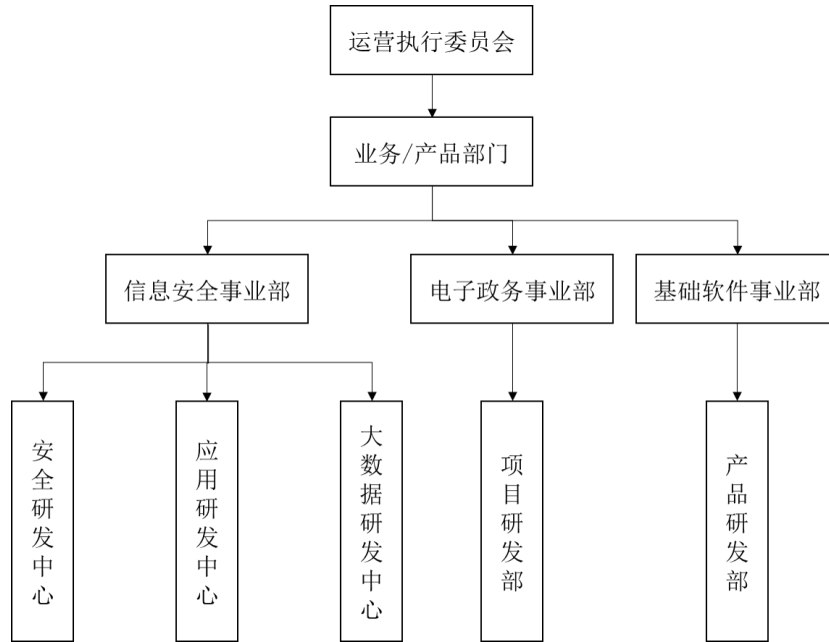 运营执行委员会
业务/产品部门
信息安全事业部
电子政务事业部
基础软件事业部
安全研发中心
应用研发中心
大数据研发中心
项目研发部
产品研发部